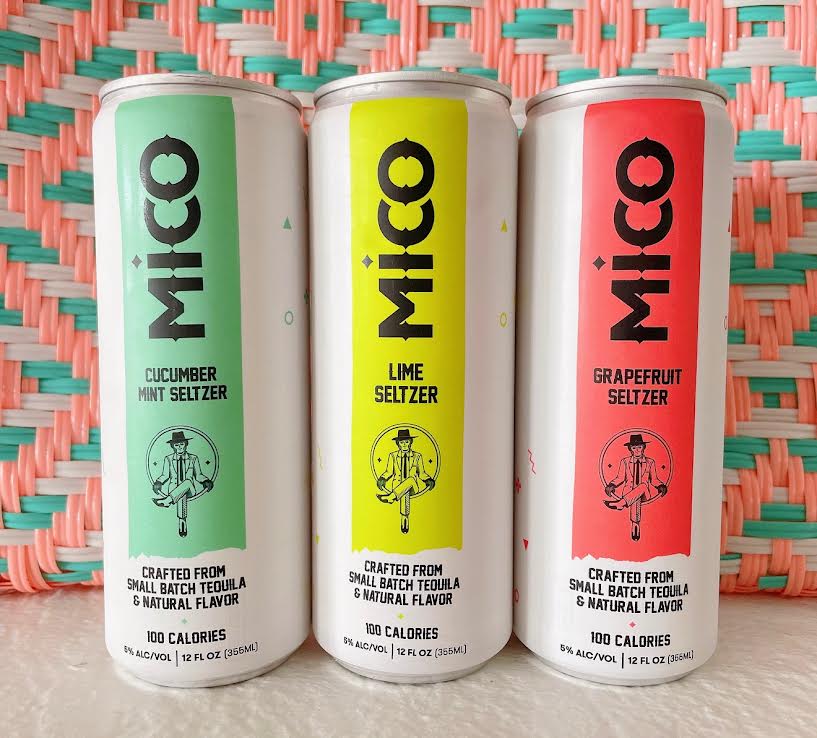 MiCO
CUCUMBER
MINT SELTZER
CRAFTED FROM
SMALL BATCH TEQUILA
& NATURAL FLAVOR
100 CALORIES
5% ALC/VOL | 12 FL OZ (355ML)
MiCO
LIME
SELTZER
CRAFTED FROM
SMALL BATCH TEQUILA
& NATURAL FLAVOR
100 CALORIES
5% ALC/VOL | 12 FL OZ (355ML)
MiCO
GRAPEFRUIT
SELTZER
CRAFTED FROM
SMALL BATCH TEQUILA
& NATURAL FLAVOR
100 CALORIES
5% ALC/VOL | 12 FL OZ (355ML)